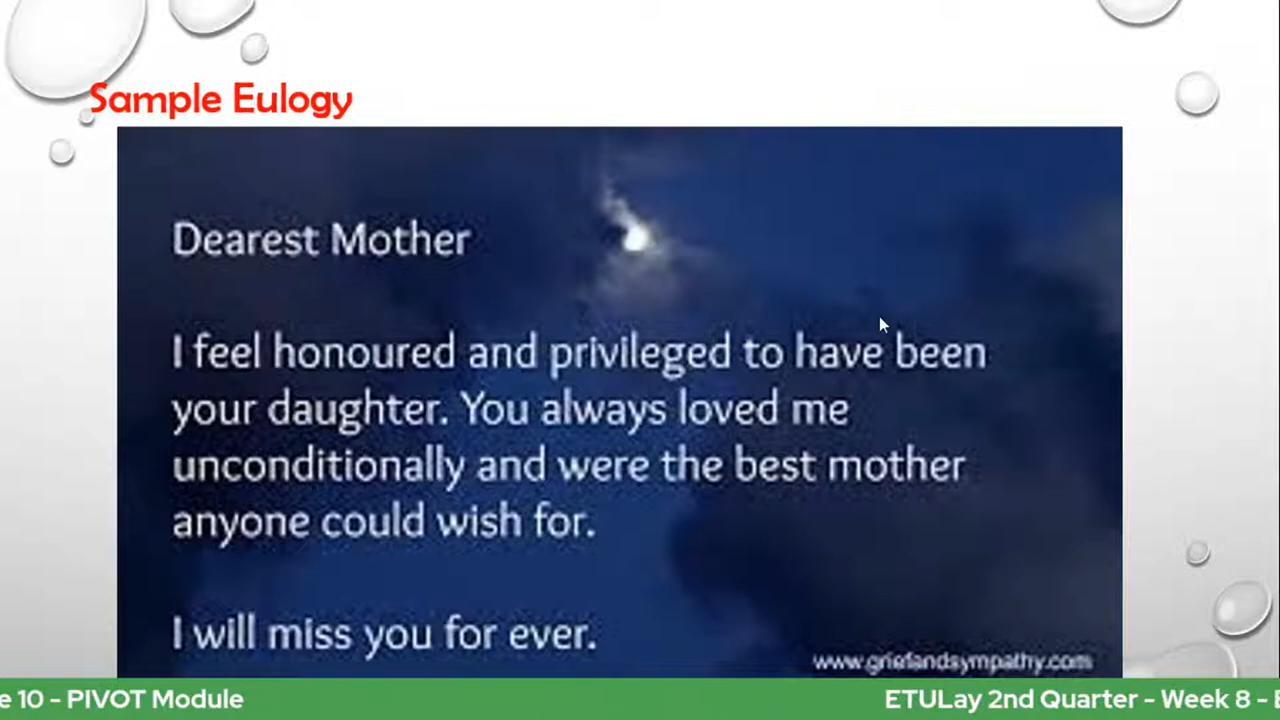 Sample Eulogy
Dearest Mother
I feel honoured and privileged to have been
your daughter. You always loved me
unconditionally and were the best mother
anyone could wish for.
I will miss you for ever.
www.griefandsympathy.com
e 10 - PIVOT Module
ETULay 2nd Quarter - Week 8 - E